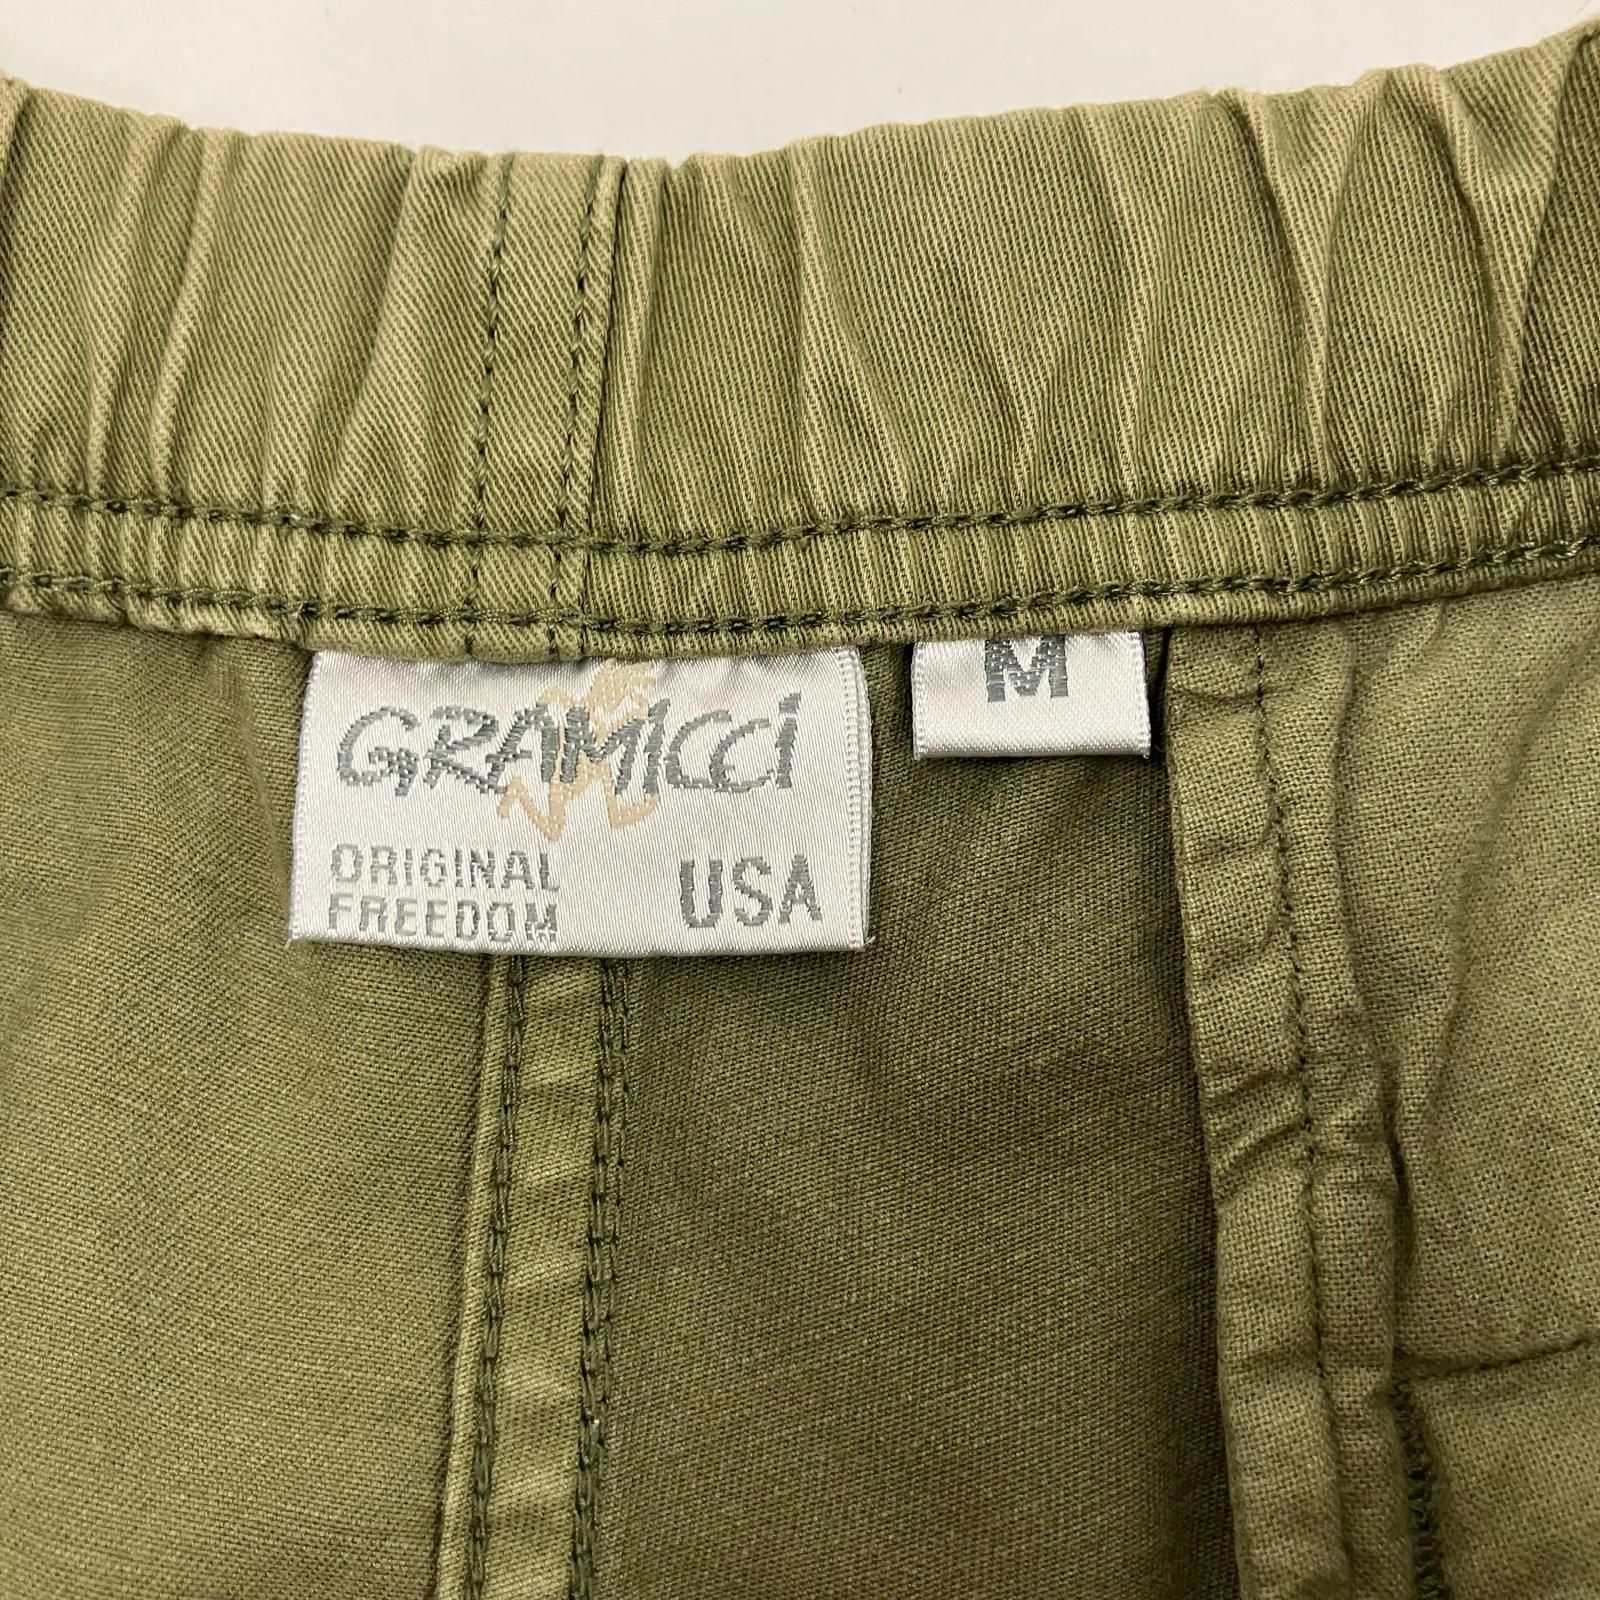 GRAMICCi
ORIGINAL
FREEDOM
USA
M